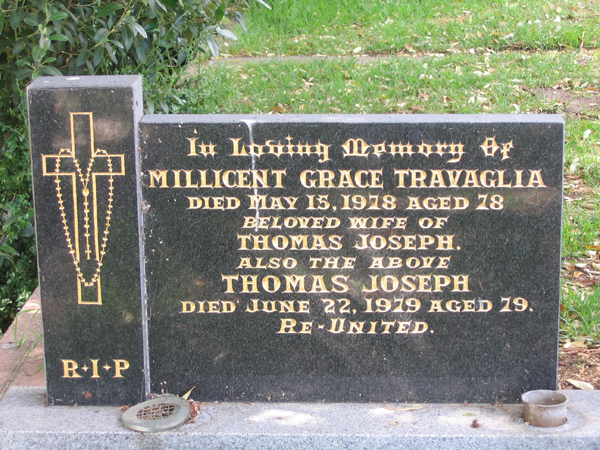 In Loving Memory Of
MILLICENT GRACE TRAVAGLIA
DIED MAY 15, 1978 AGED 78
BELOVED WIFE OF
THOMAS JOSEPH.
ALSO THE ABOVE
THOMAS JOSEPH
DIED JUNE 22, 1979 AGED 79.
RE-UNITED.
R·I·P